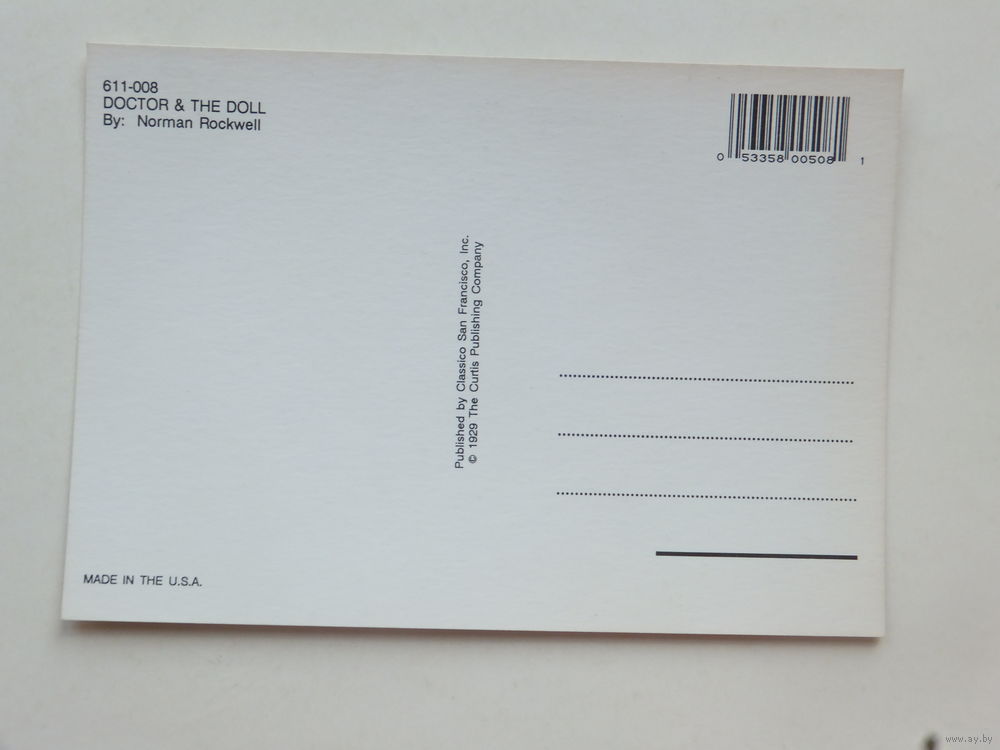 611-008
DOCTOR & THE DOLL
By: Norman Rockwell
0 53358 00508 1
Published by Classico San Francisco, Inc.
© 1929 The Curtis Publishing Company
MADE IN THE U.S.A.
www.ay.by